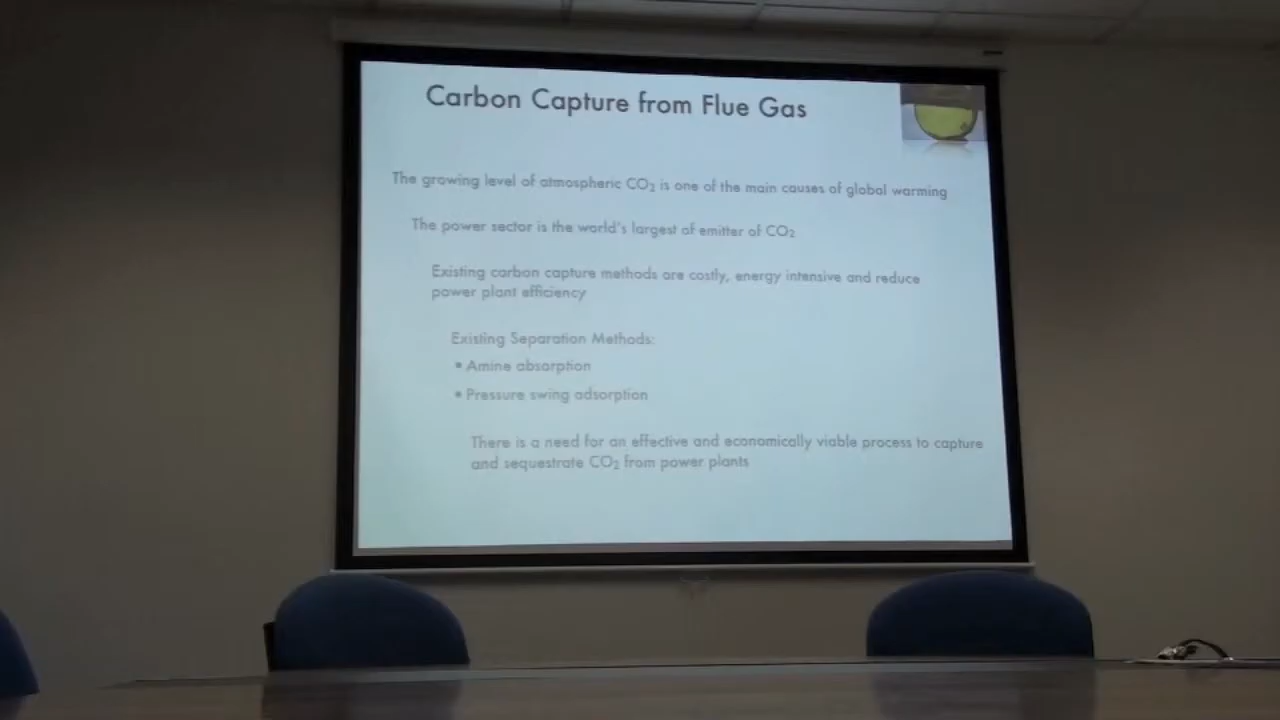 Carbon Capture from Flue Gas
The growing level of atmospheric CO₂ is one of the main causes of global warming
The power sector is the world's largest of emitter of CO₂
Existing carbon capture methods are costly, energy intensive and reduce
power plant efficiency
Existing Separation Methods:
▪ Amine absorption
▪ Pressure swing adsorption
There is a need for an effective and economically viable process to capture
and sequestrate CO₂ from power plants